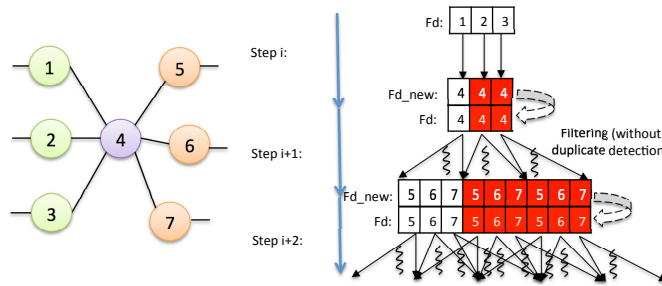 1
2
3
4
5
6
7
Step i:
Step i+1:
Step i+2:
Fd: 1 2 3
Fd_new: 4 4 4
Fd: 4 4 4
Filtering (without
duplicate detection
Fd_new: 5 6 7 5 6 7 5 6 7
Fd: 5 6 7 5 6 7 5 6 7